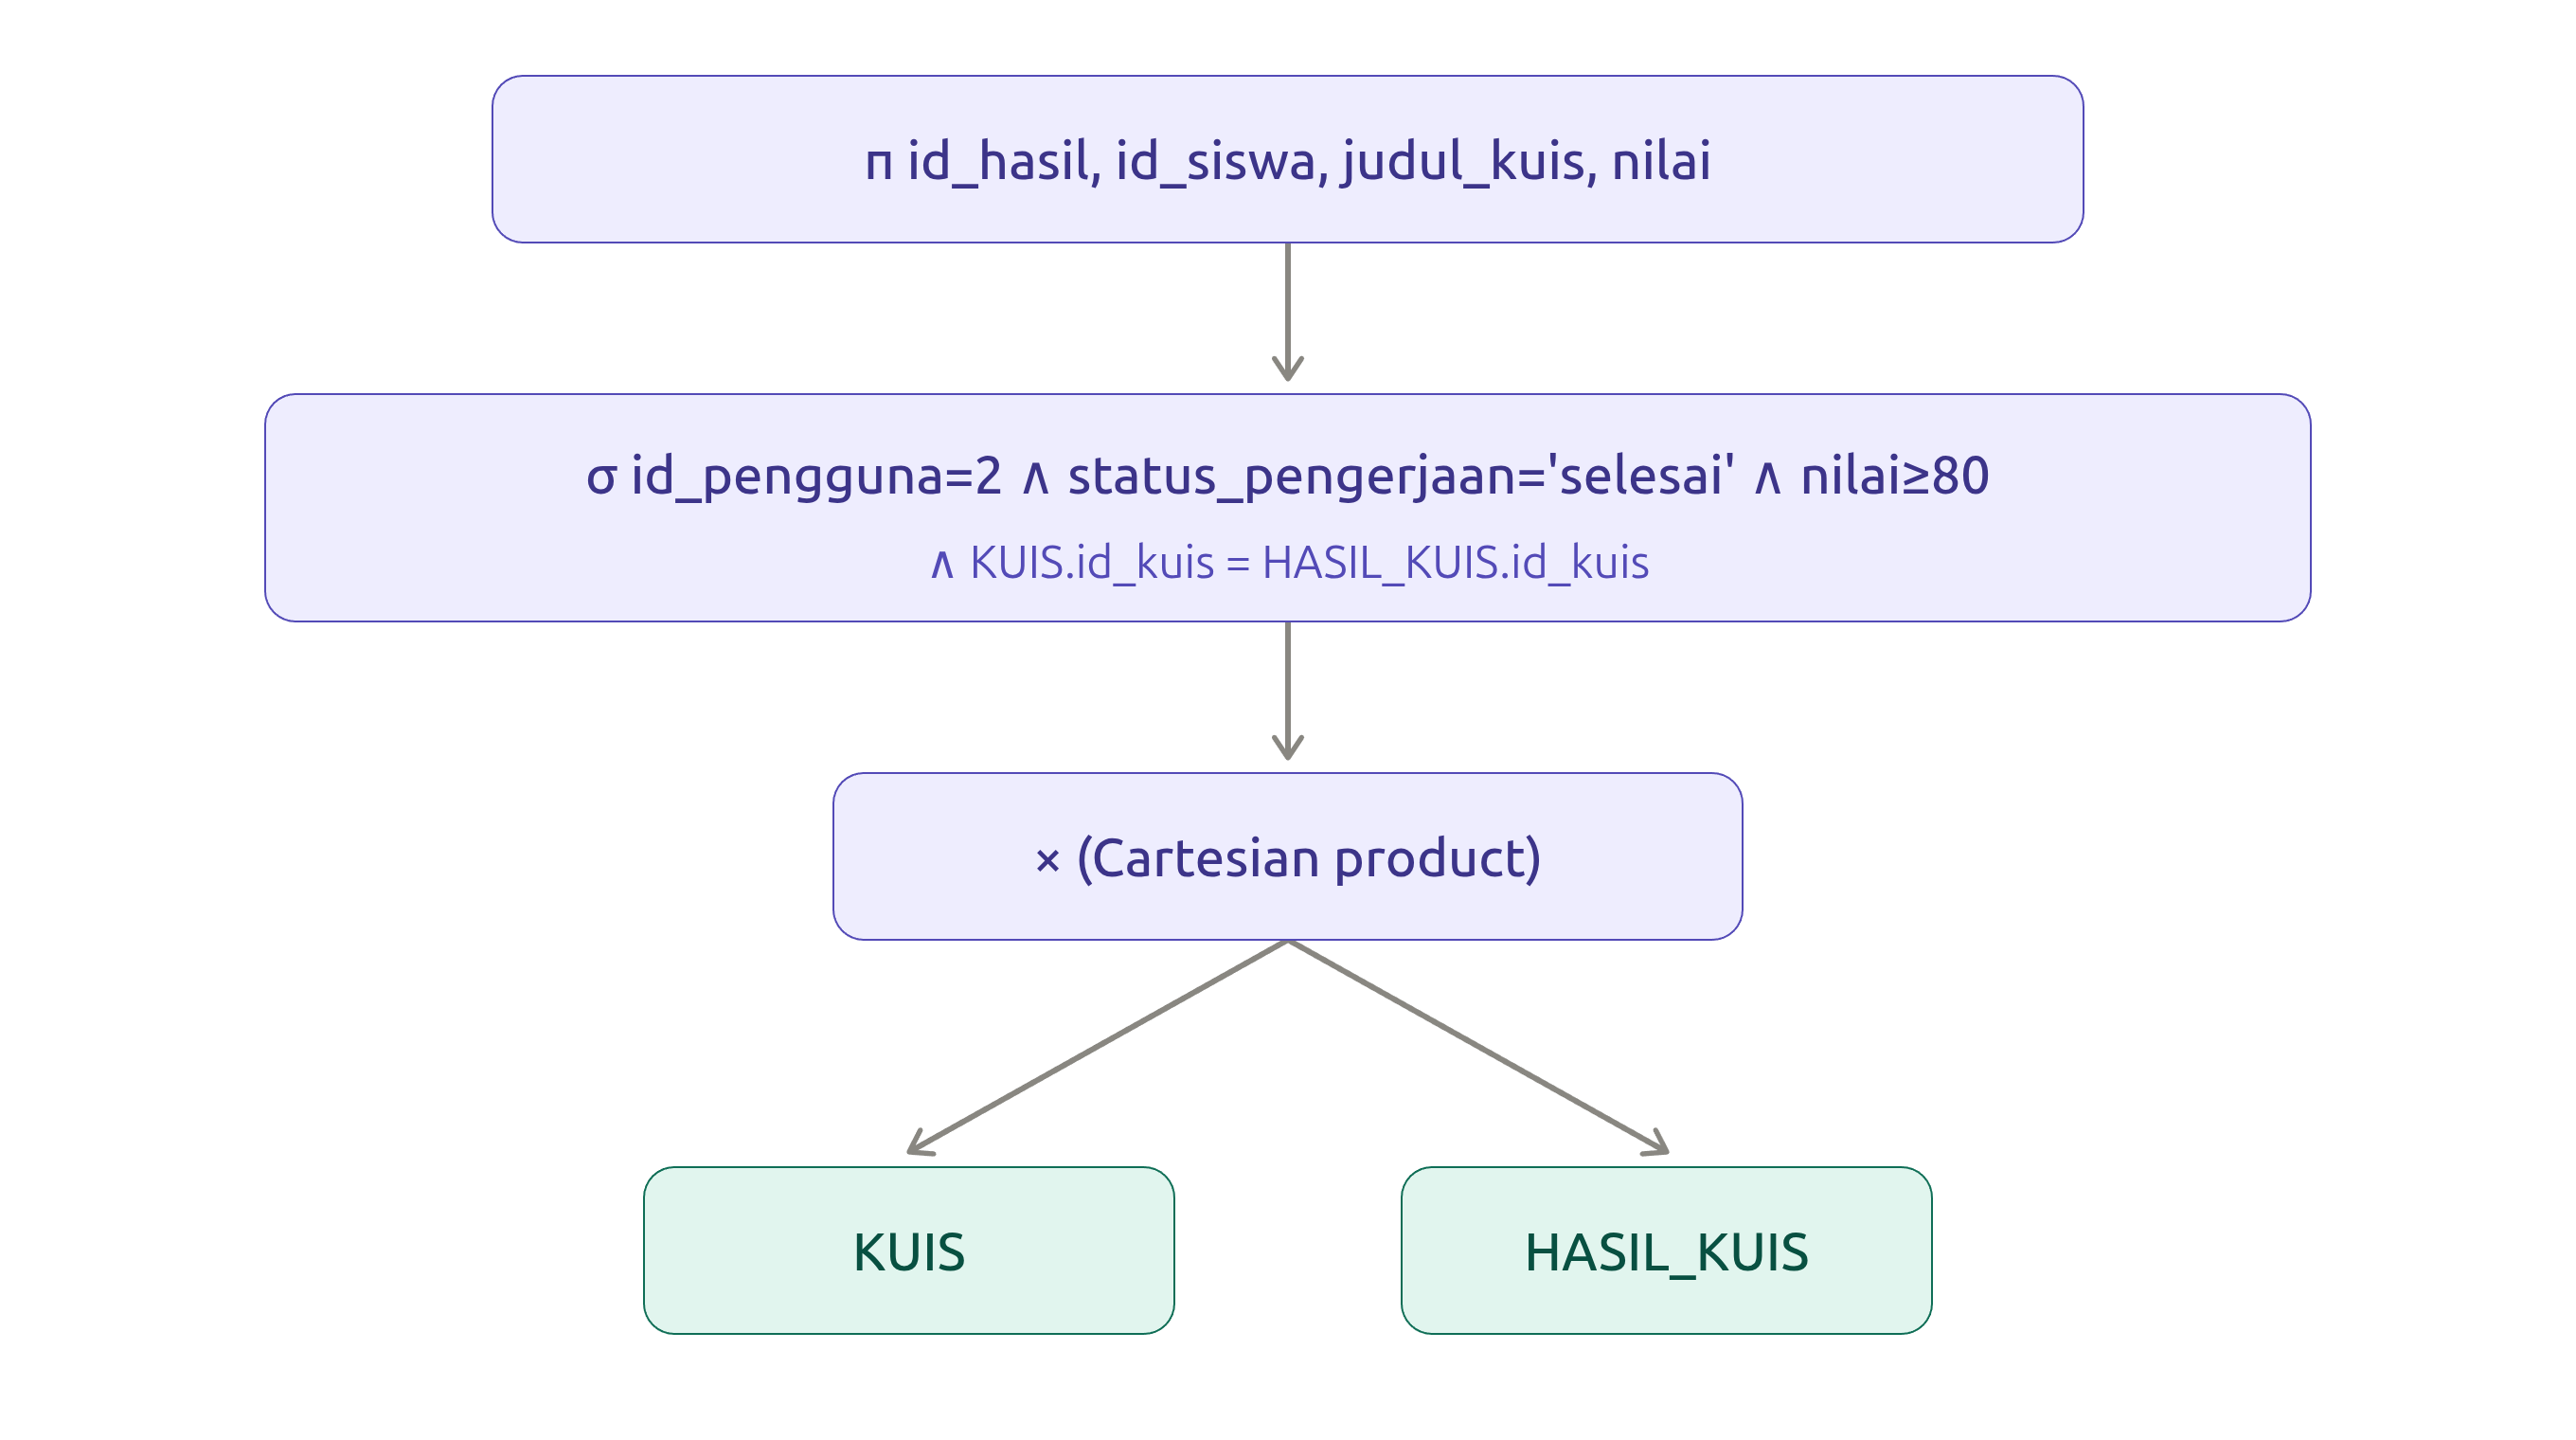 π id_hasil, id_siswa, judul_kuis, nilai
σ id_pengguna=2 ∧ status_pengerjaan='selesai' ∧ nilai≥80
∧ KUIS.id_kuis = HASIL_KUIS.id_kuis
× (Cartesian product)
KUIS
HASIL_KUIS